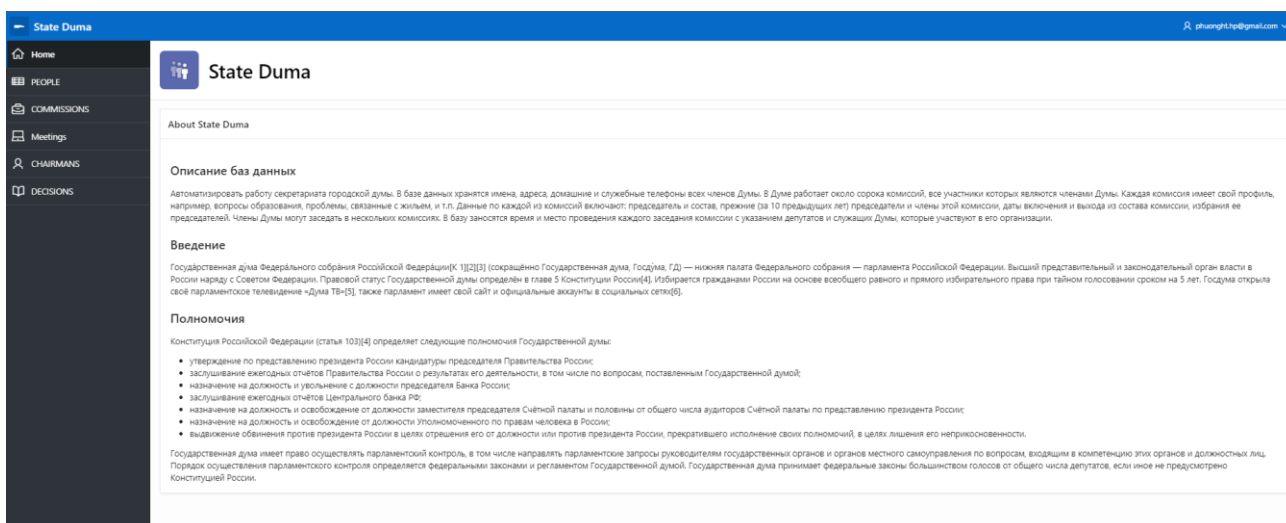 State Duma
phuonght.hp@gmail.com
Home
PEOPLE
COMMISSIONS
Meetings
CHAIRMANS
DECISIONS
State Duma
About State Duma
Описание баз данных
Автоматизировать работу секретариата городской думы. В базе данных хранятся имена, адреса, домашние и служебные телефоны всех членов Думы. В Думе работает около сорока комиссий, все участники которых являются членами Думы. Каждая комиссия имеет свой профиль,
например, вопросы образования, проблемы, связанные с жильем, и т.п. Данные по каждой из комиссий включают: председатель и состав, прежние (за 10 предыдущих лет) председатели и члены этой комиссии, даты включения и выхода из состава комиссии, избрания ее
председателей. Члены Думы могут заседать в нескольких комиссиях. В базу заносятся время и место проведения каждого заседания комиссии с указанием депутатов и служащих Думы, которые участвуют в его организации.
Введение
Госуда́рственная ду́ма Федера́льного собра́ния Росси́йской Федера́ции[К 1][2][3] (сокращённо Государственная дума, Госду́ма, ГД) — нижняя палата Федерального собрания — парламента Российской Федерации. Высший представительный и законодательный орган власти в
России наряду с Советом Федерации. Правовой статус Государственной думы определён в главе 5 Конституции России[4]. Избирается гражданами России на основе всеобщего равного и прямого избирательного права при тайном голосовании сроком на 5 лет. Госдума открыла
своё парламентское телевидение «Дума ТВ»[5], также парламент имеет свой сайт и официальные аккаунты в социальных сетях[6].
Полномочия
Конституция Российской Федерации (статья 103)[4] определяет следующие полномочия Государственной думы:
• утверждение по представлению президента России кандидатуры председателя Правительства России;
• заслушивание ежегодных отчётов Правительства России о результатах его деятельности, в том числе по вопросам, поставленным Государственной думой;
• назначение на должность и увольнение с должности председателя Банка России;
• заслушивание ежегодных отчётов Центрального банка РФ;
• назначение на должность и освобождение от должности заместителя председателя Счётной палаты и половины от общего числа аудиторов Счётной палаты по представлению президента России;
• назначение на должность и освобождение от должности Уполномоченного по правам человека в России;
• выдвижение обвинения против президента России в целях отрешения его от должности или против президента России, прекратившего исполнение своих полномочий, в целях лишения его неприкосновенности.
Государственная дума имеет право осуществлять парламентский контроль, в том числе направлять парламентские запросы руководителям государственных органов и органов местного самоуправления по вопросам, входящим в компетенцию этих органов и должностных лиц.
Порядок осуществления парламентского контроля определяется федеральными законами и регламентом Государственной думой. Государственная дума принимает федеральные законы большинством голосов от общего числа депутатов, если иное не предусмотрено
Конституцией России.